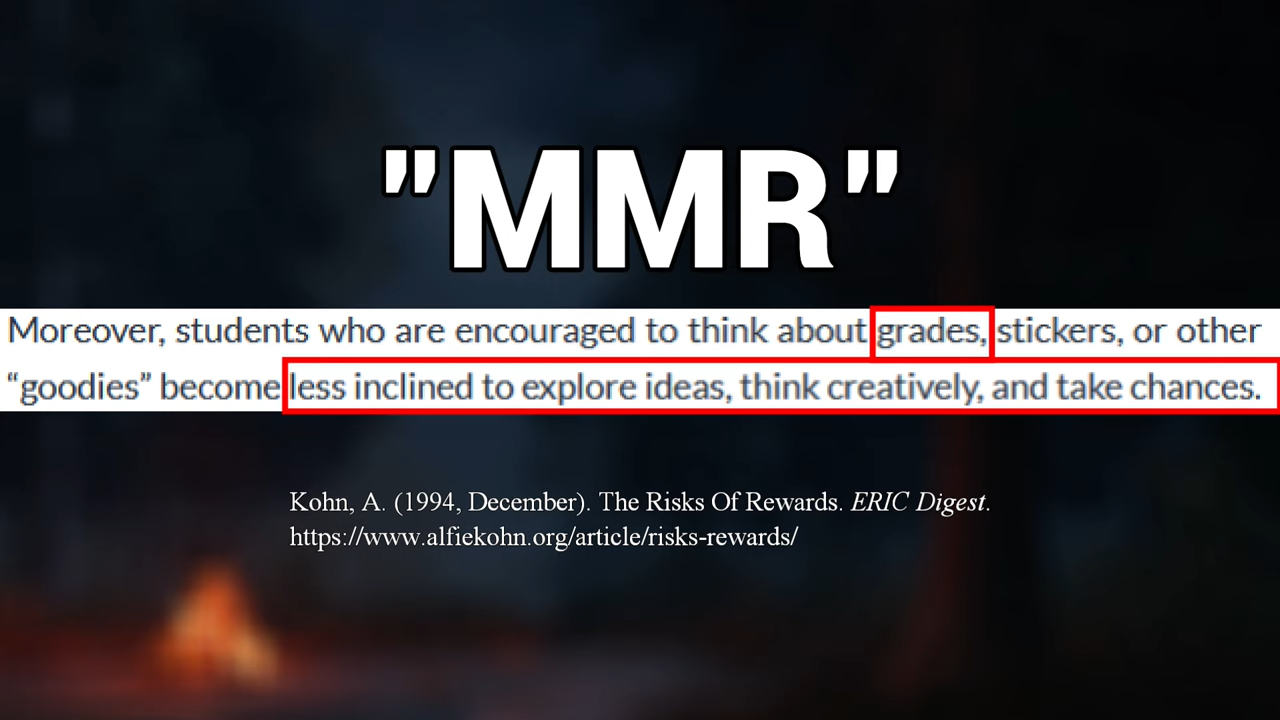 "MMR"
Moreover, students who are encouraged to think about grades, stickers, or other
“goodies” become less inclined to explore ideas, think creatively, and take chances.
Kohn, A. (1994, December). The Risks Of Rewards. ERIC Digest.
https://www.alfiekohn.org/article/risks-rewards/